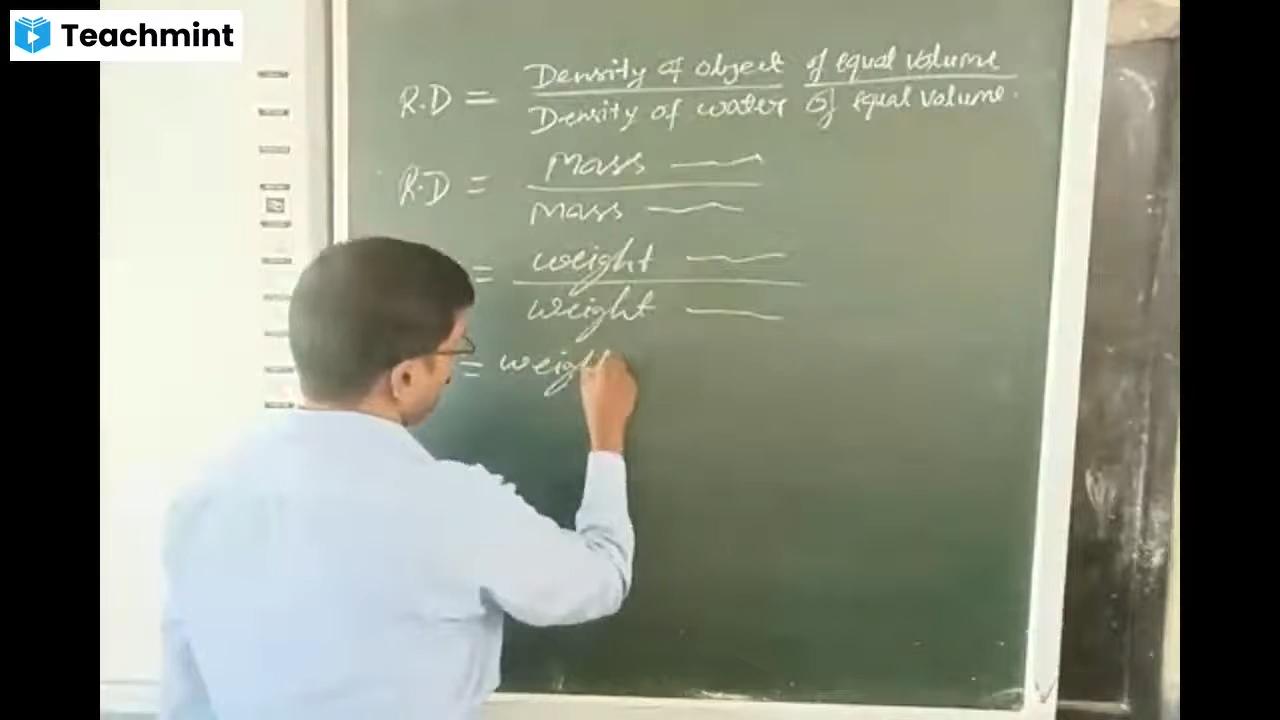 Teachmint
R.D = Density of object of equal volume
Density of water of equal volume.
R.D = Mass
Mass
= weight
weight
= weigh